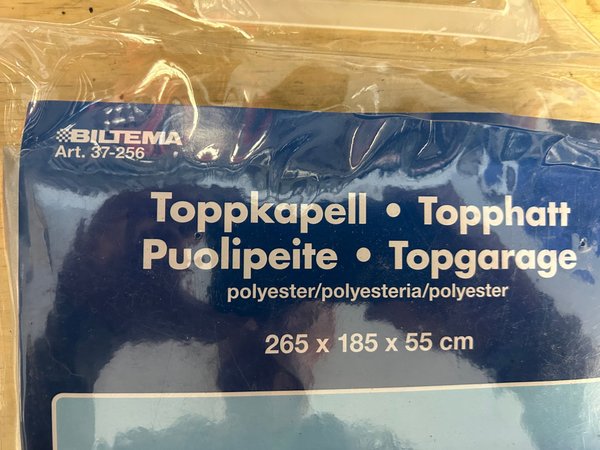 BILTEMA
Art. 37-256
Toppkapell • Topphatt
Puolipeite • Topgarage
polyester/polyesteria/polyester
265 x 185 x 55 cm